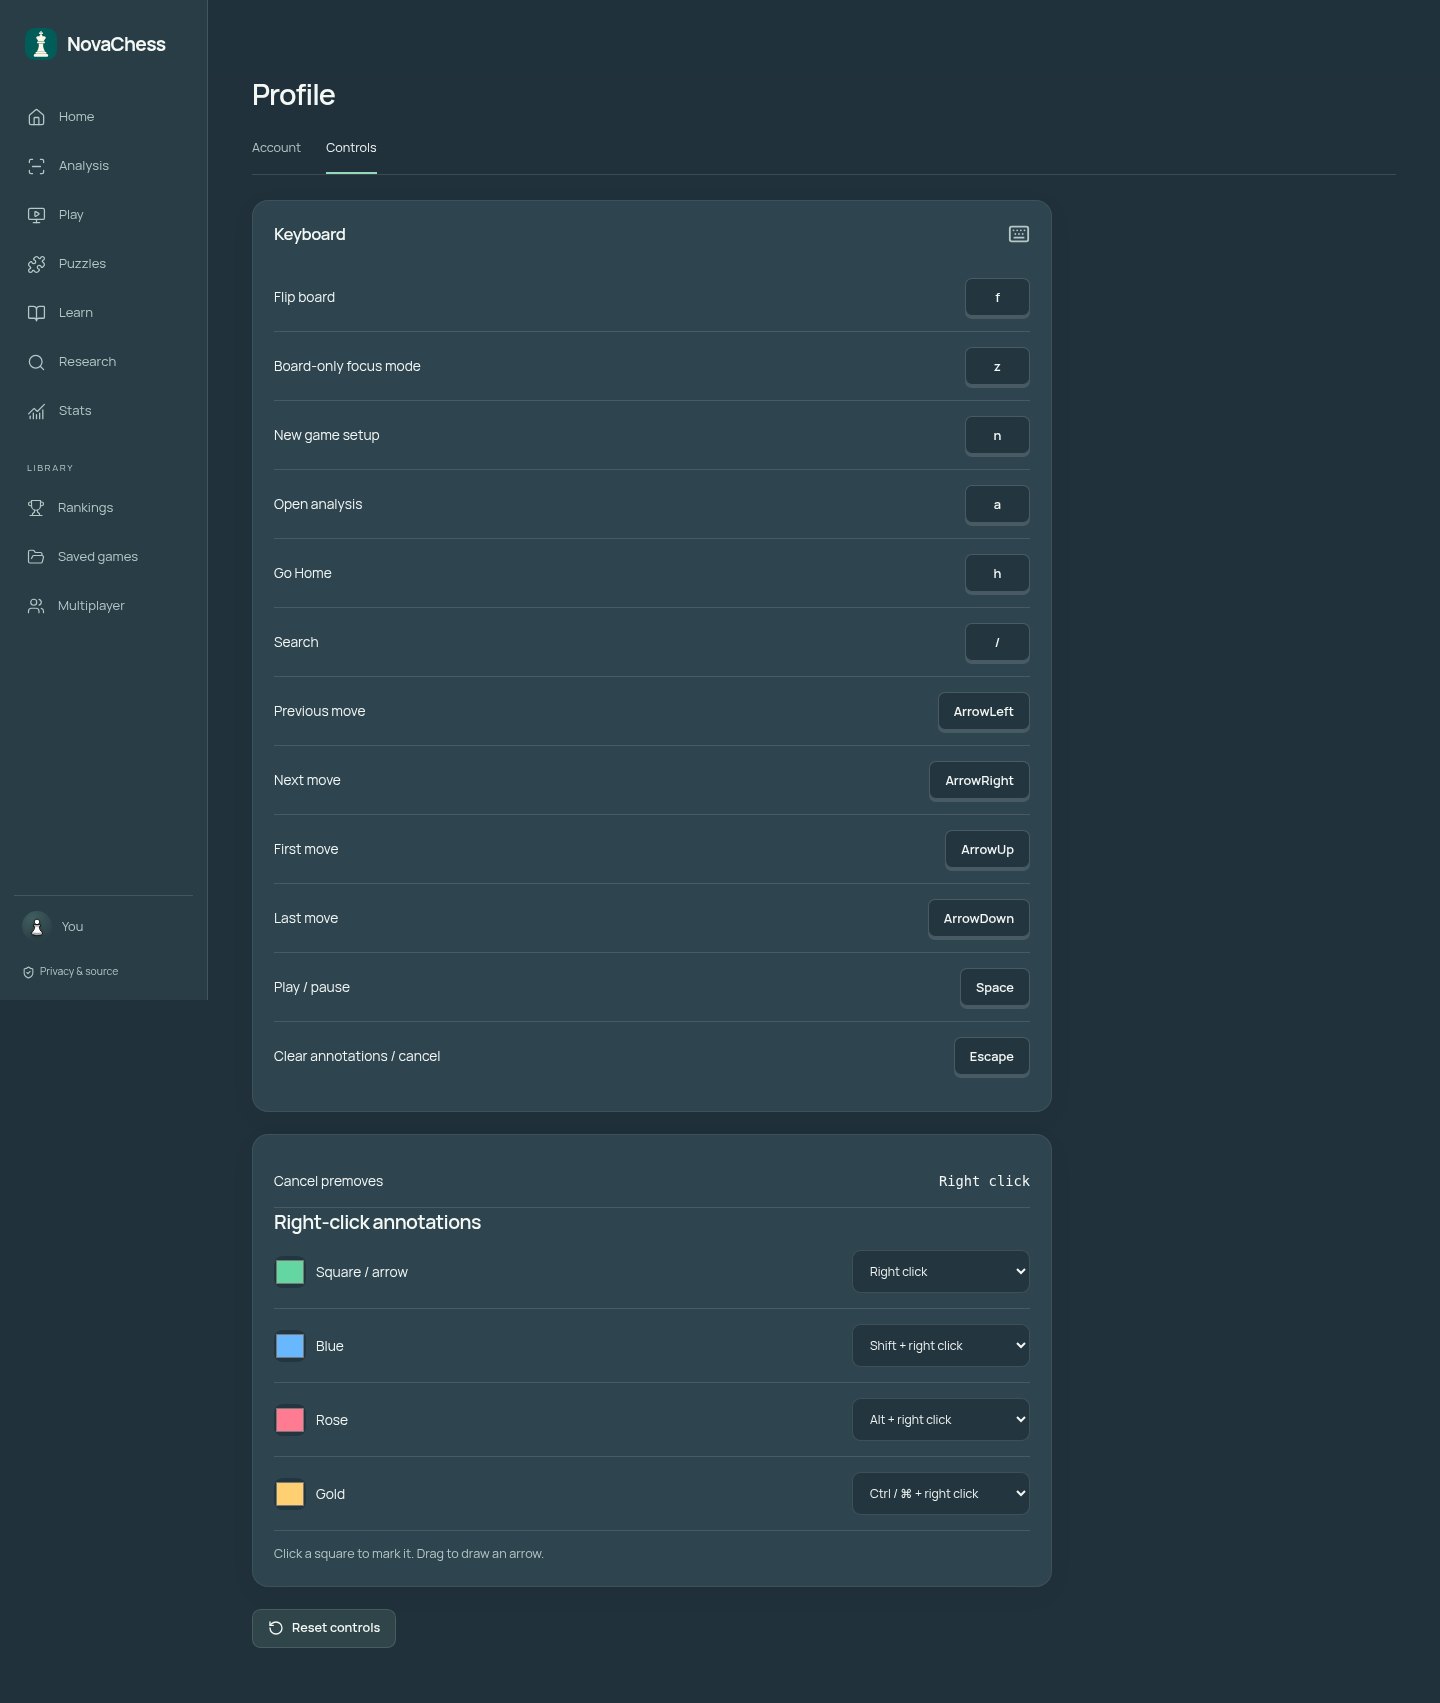 NovaChess
Home
Analysis
Play
Puzzles
Learn
Research
Stats
LIBRARY
Rankings
Saved games
Multiplayer
You
Privacy & source
Profile
Account Controls
Keyboard
Flip board f
Board-only focus mode z
New game setup n
Open analysis a
Go Home h
Search /
Previous move ArrowLeft
Next move ArrowRight
First move ArrowUp
Last move ArrowDown
Play / pause Space
Clear annotations / cancel Escape
Cancel premoves Right click
Right-click annotations
Square / arrow Right click
Blue Shift + right click
Rose Alt + right click
Gold Ctrl / ⌘ + right click
Click a square to mark it. Drag to draw an arrow.
Reset controls